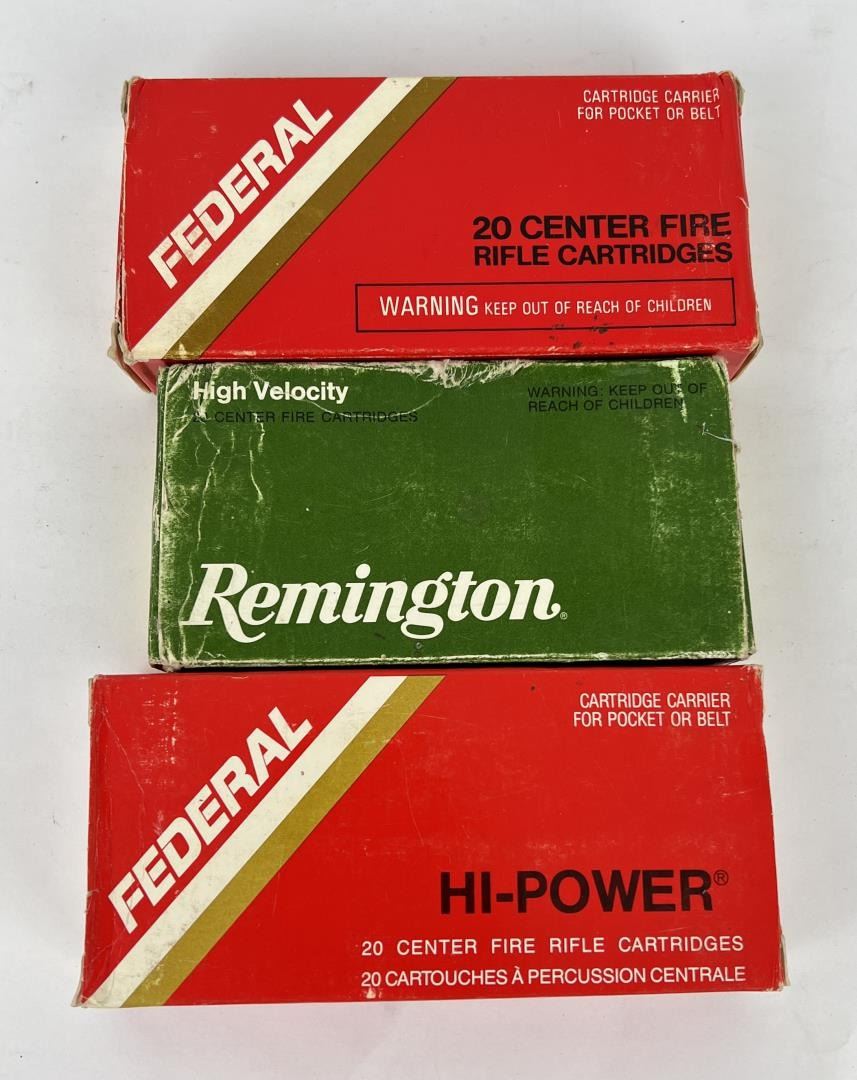 FEDERAL
CARTRIDGE CARRIER
FOR POCKET OR BELT
20 CENTER FIRE
RIFLE CARTRIDGES
WARNING KEEP OUT OF REACH OF CHILDREN
High Velocity
20 CENTER FIRE CARTRIDGES
WARNING: KEEP OUT OF
REACH OF CHILDREN
Remington®
FEDERAL
CARTRIDGE CARRIER
FOR POCKET OR BELT
HI-POWER®
20 CENTER FIRE RIFLE CARTRIDGES
20 CARTOUCHES À PERCUSSION CENTRALE